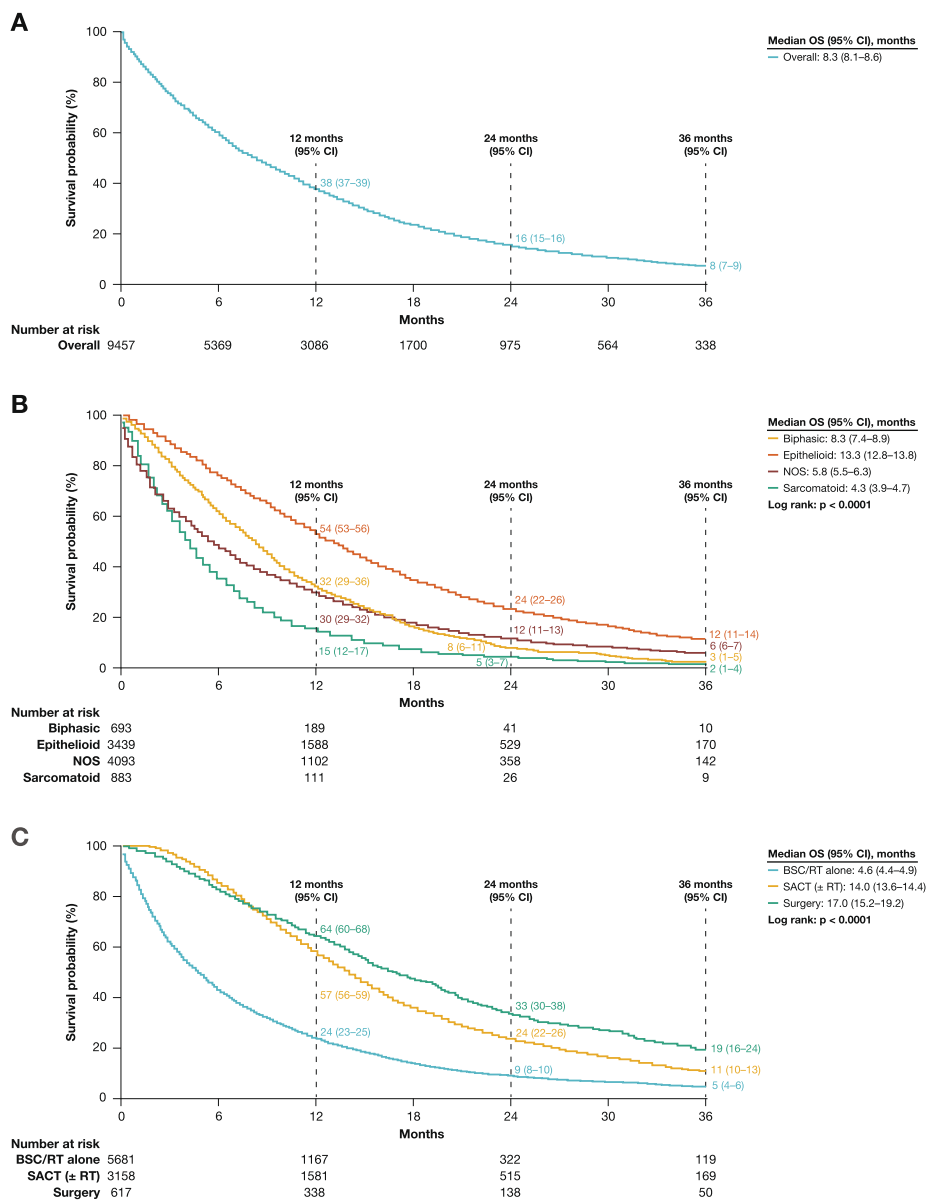 A
Median OS (95% CI), months
Overall: 8.3 (8.1–8.6)
Survival probability (%)
100
80
60
40
20
0
12 months
(95% CI)
24 months
(95% CI)
36 months
(95% CI)
38 (37–39)
16 (15–16)
8 (7–9)
0 6 12 18 24 30 36
Months
Number at risk
Overall 9457 5369 3086 1700 975 564 338
B
Median OS (95% CI), months
Biphasic: 8.3 (7.4–8.9)
Epithelioid: 13.3 (12.8–13.8)
NOS: 5.8 (5.5–6.3)
Sarcomatoid: 4.3 (3.9–4.7)
Log rank: p < 0.0001
Survival probability (%)
100
80
60
40
20
0
12 months
(95% CI)
24 months
(95% CI)
36 months
(95% CI)
54 (53–56)
32 (29–36)
30 (29–32)
15 (12–17)
24 (22–26)
12 (11–13)
8 (6–11)
5 (3–7)
12 (11–14)
6 (6–7)
3 (1–5)
2 (1–4)
0 6 12 18 24 30 36
Months
Number at risk
Biphasic 693 189 41 10
Epithelioid 3439 1588 529 170
NOS 4093 1102 358 142
Sarcomatoid 883 111 26 9
C
Median OS (95% CI), months
BSC/RT alone: 4.6 (4.4–4.9)
SACT (± RT): 14.0 (13.6–14.4)
Surgery: 17.0 (15.2–19.2)
Log rank: p < 0.0001
Survival probability (%)
100
80
60
40
20
0
12 months
(95% CI)
24 months
(95% CI)
36 months
(95% CI)
64 (60–68)
57 (56–59)
24 (23–25)
33 (30–38)
24 (22–26)
9 (8–10)
19 (16–24)
11 (10–13)
5 (4–6)
0 6 12 18 24 30 36
Months
Number at risk
BSC/RT alone 5681 1167 322 119
SACT (± RT) 3158 1581 515 169
Surgery 617 338 138 50